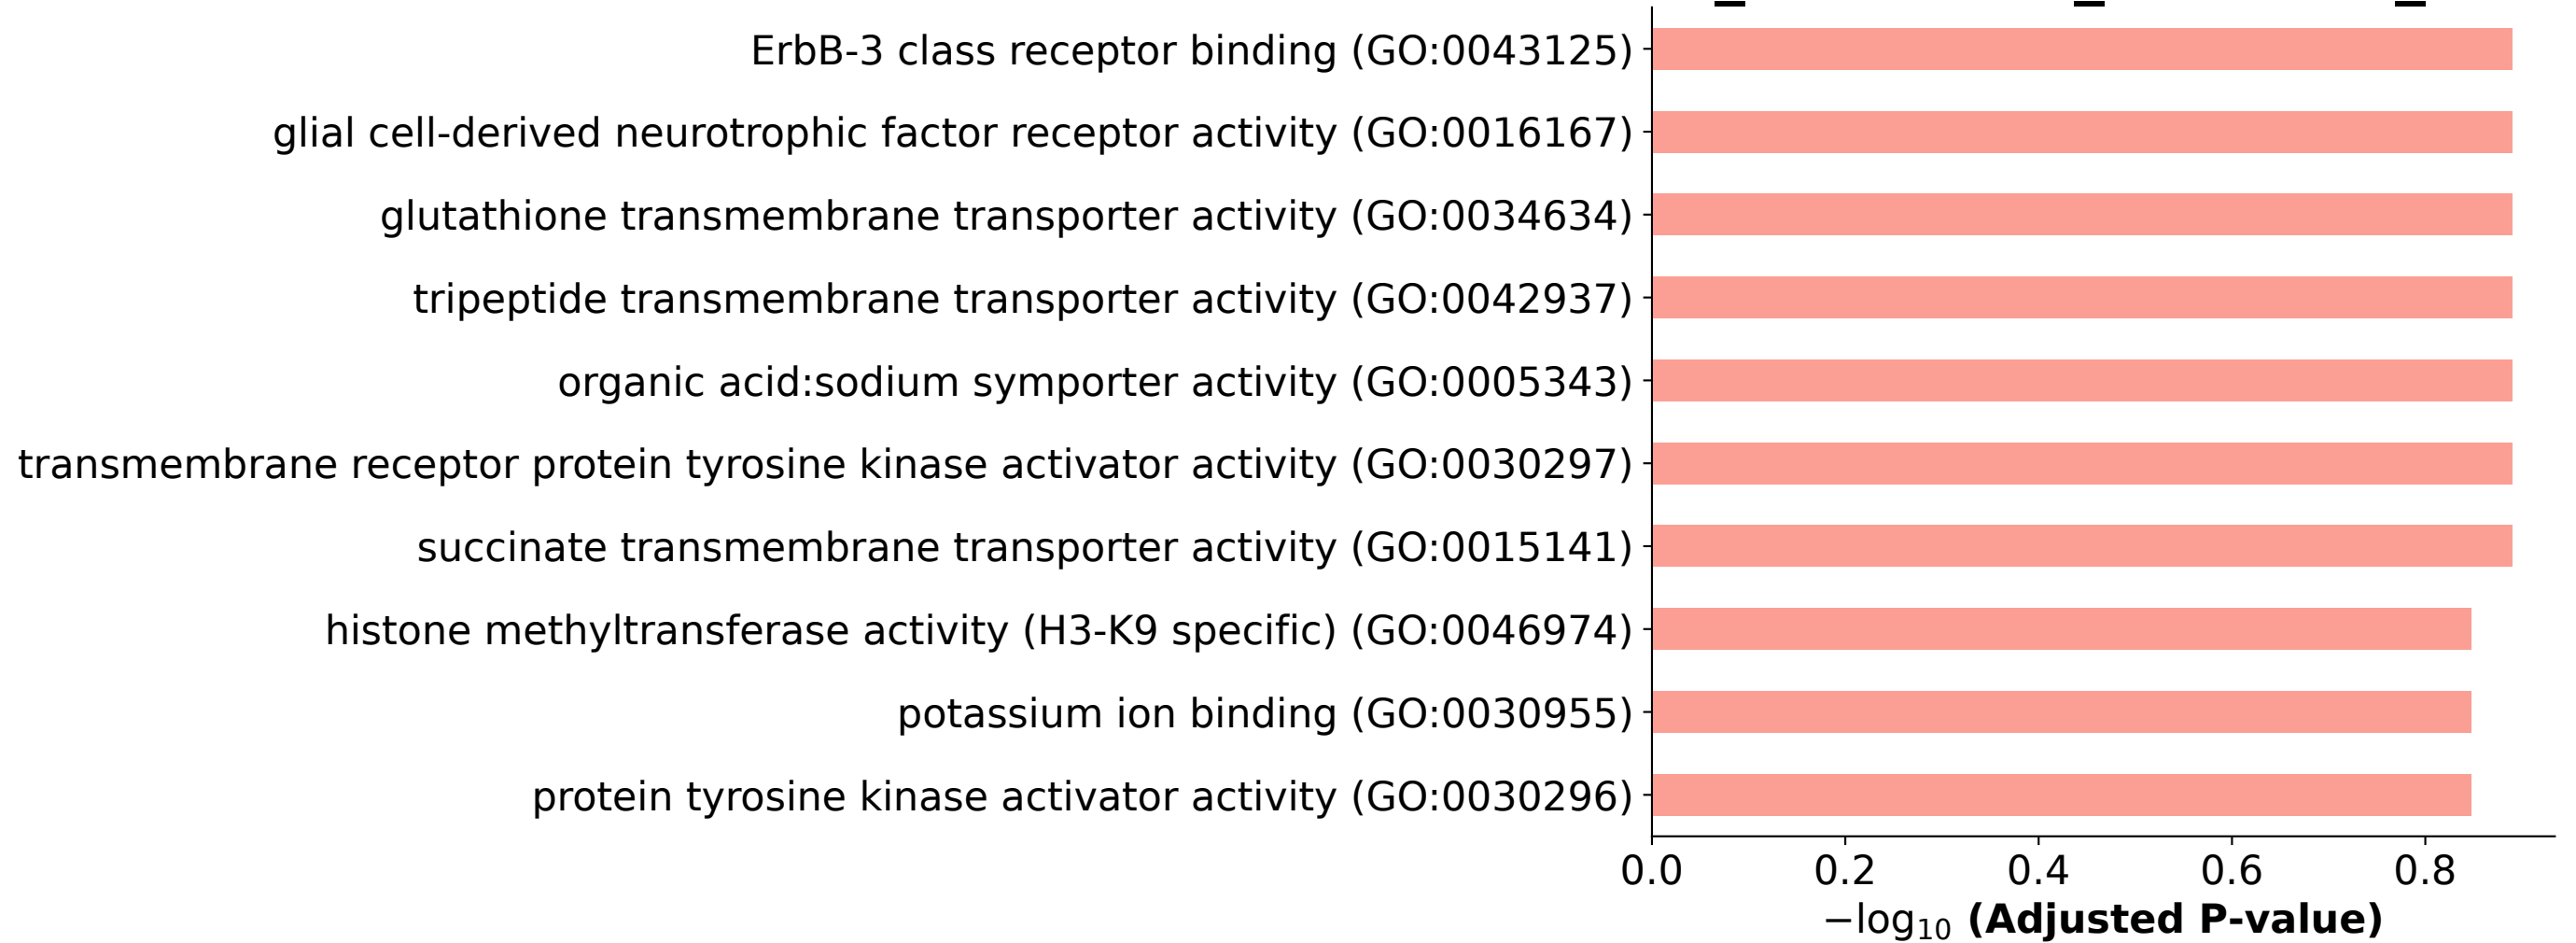 ErbB-3 class receptor binding (GO:0043125)
glial cell-derived neurotrophic factor receptor activity (GO:0016167)
glutathione transmembrane transporter activity (GO:0034634)
tripeptide transmembrane transporter activity (GO:0042937)
organic acid:sodium symporter activity (GO:0005343)
transmembrane receptor protein tyrosine kinase activator activity (GO:0030297)
succinate transmembrane transporter activity (GO:0015141)
histone methyltransferase activity (H3-K9 specific) (GO:0046974)
potassium ion binding (GO:0030955)
protein tyrosine kinase activator activity (GO:0030296)
0.0 0.2 0.4 0.6 0.8
−log₁₀ (Adjusted P-value)